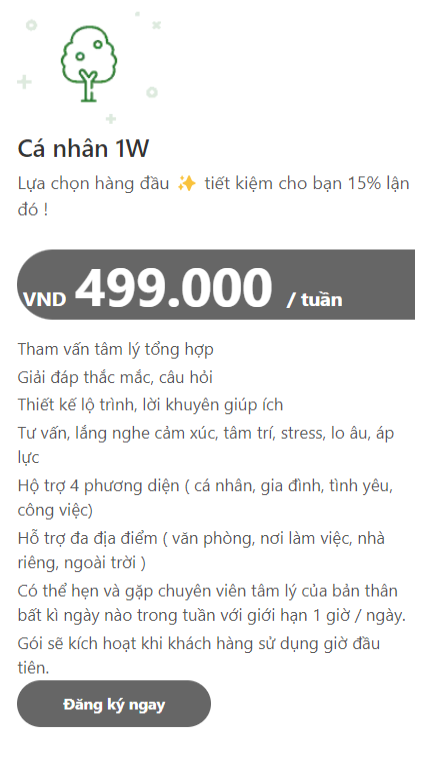 Cá nhân 1W
Lựa chọn hàng đầu ✨ tiết kiệm cho bạn 15% lận
đó !
VND 499.000 / tuần
Tham vấn tâm lý tổng hợp
Giải đáp thắc mắc, câu hỏi
Thiết kế lộ trình, lời khuyên giúp ích
Tư vấn, lắng nghe cảm xúc, tâm trí, stress, lo âu, áp
lực
Hộ trợ 4 phương diện ( cá nhân, gia đình, tình yêu,
công việc)
Hỗ trợ đa địa điểm ( văn phòng, nơi làm việc, nhà
riêng, ngoài trời )
Có thể hẹn và gặp chuyên viên tâm lý của bản thân
bất kì ngày nào trong tuần với giới hạn 1 giờ / ngày.
Gói sẽ kích hoạt khi khách hàng sử dụng giờ đầu
tiên.
Đăng ký ngay